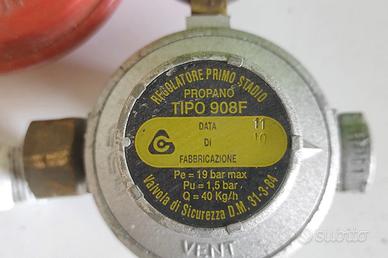 REGOLATORE PRIMO STADIO
PROPANO
TIPO 908F
DATA
DI
FABBRICAZIONE
11
10
Pe = 19 bar max
Pu = 1,5 bar
Q = 40 Kg/h
Valvola di Sicurezza D.M. 31-3-84
VENT
subito